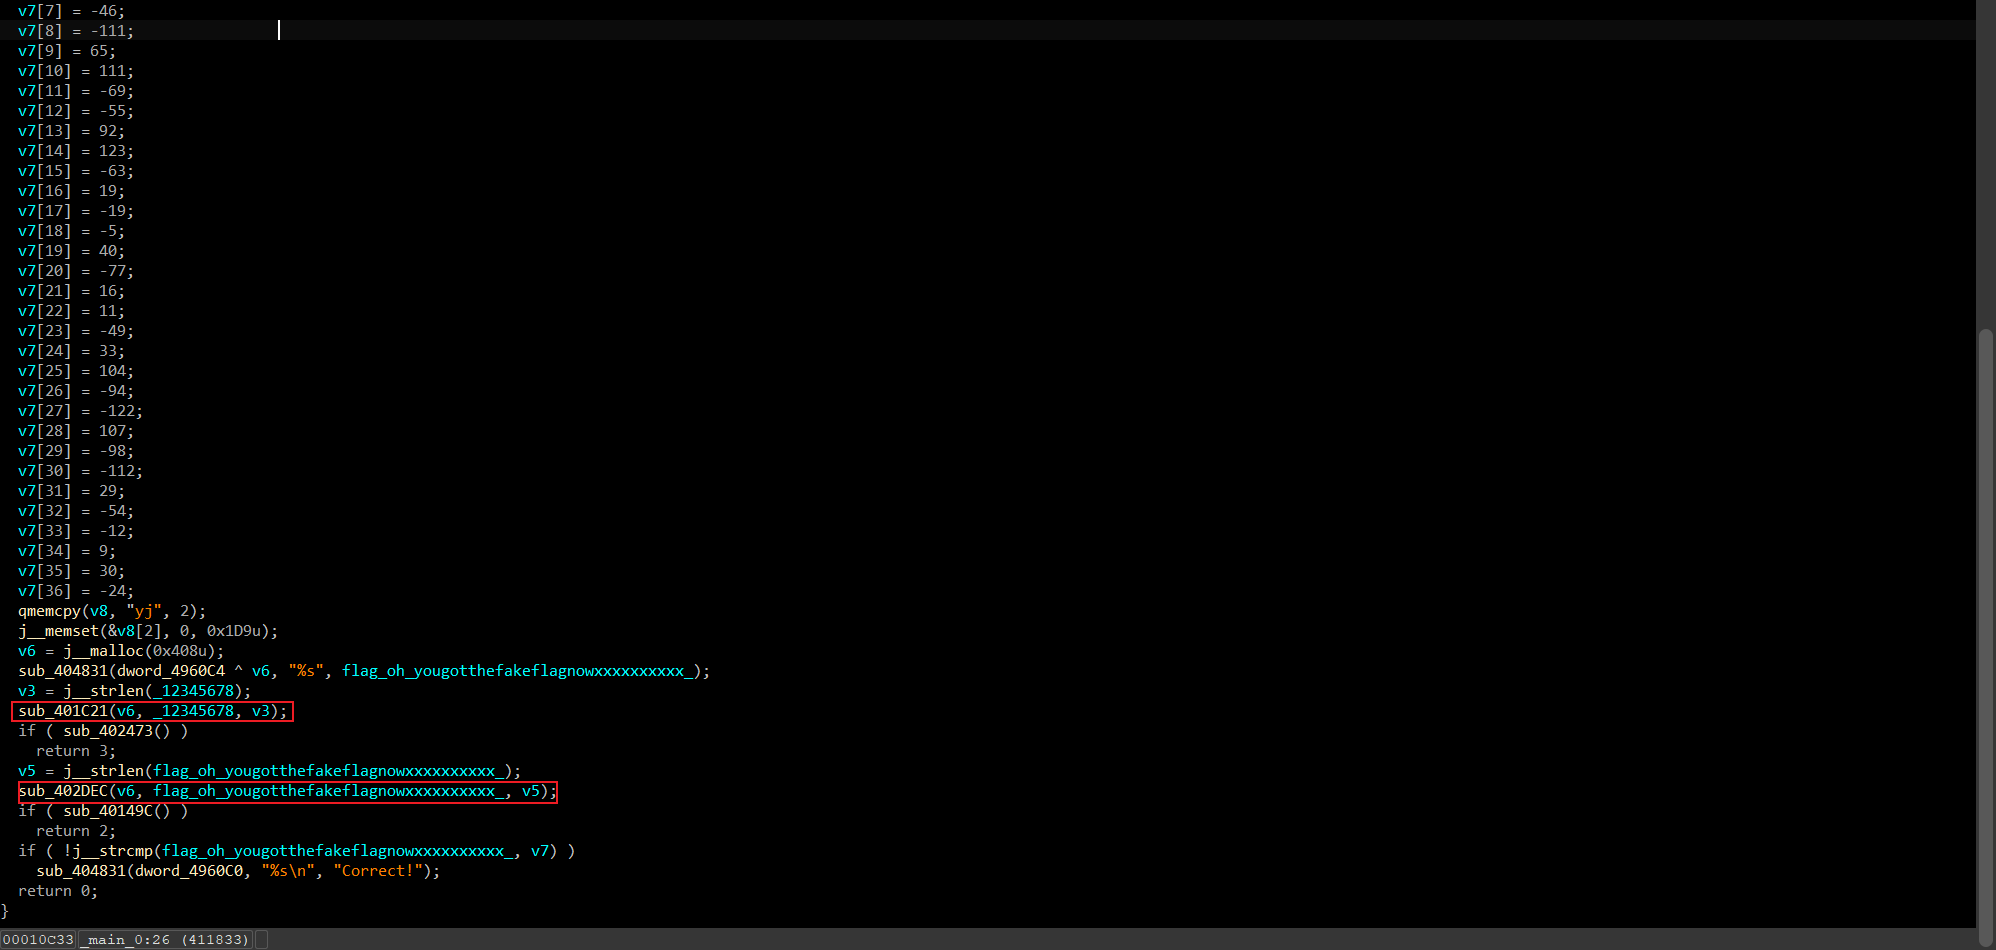 v7[7] = -46;
v7[8] = -111;
v7[9] = 65;
v7[10] = 111;
v7[11] = -69;
v7[12] = -55;
v7[13] = 92;
v7[14] = 123;
v7[15] = -63;
v7[16] = 19;
v7[17] = -19;
v7[18] = -5;
v7[19] = 40;
v7[20] = -77;
v7[21] = 16;
v7[22] = 11;
v7[23] = -49;
v7[24] = 33;
v7[25] = 104;
v7[26] = -94;
v7[27] = -122;
v7[28] = 107;
v7[29] = -98;
v7[30] = -112;
v7[31] = 29;
v7[32] = -54;
v7[33] = -12;
v7[34] = 9;
v7[35] = 30;
v7[36] = -24;
qmemcpy(v8, "yj", 2);
j__memset(&v8[2], 0, 0x1D9u);
v6 = j__malloc(0x408u);
sub_404831(dword_4960C4 ^ v6, "%s", flag_oh_yougotthefakeflagnowxxxxxxxxxx_);
v3 = j__strlen(_12345678);
sub_401C21(v6, _12345678, v3);
if ( sub_402473() )
return 3;
v5 = j__strlen(flag_oh_yougotthefakeflagnowxxxxxxxxxx_);
sub_402DEC(v6, flag_oh_yougotthefakeflagnowxxxxxxxxxx_, v5);
if ( sub_40149C() )
return 2;
if ( !j__strcmp(flag_oh_yougotthefakeflagnowxxxxxxxxxx_, v7) )
sub_404831(dword_4960C0, "%s\n", "Correct!");
return 0;
}
00010C33 _main_0:26 (411833)